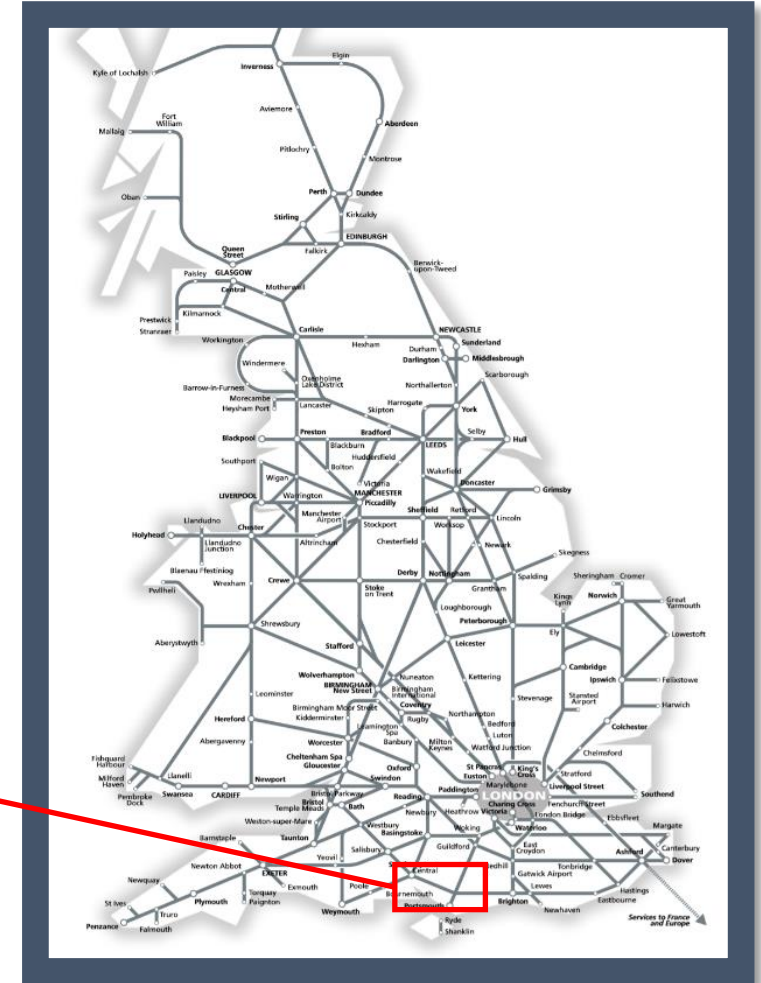 Elgin
Inverness
Kyle of Lochalsh
Aviemore
Fort
William
Mallaig
Aberdeen
Pitlochry
Montrose
Perth
Dundee
Oban
Kirkcaldy
Stirling
EDINBURGH
Falkirk
Queen
Street
GLASGOW
Central
Paisley
Motherwell
Berwick-
upon-Tweed
Kilmarnock
Prestwick
Stranraer
Carlisle
NEWCASTLE
Workington
Hexham
Sunderland
Durham
Darlington
Middlesbrough
Windermere
Oxenholme
Lake District
Scarborough
Northallerton
Barrow-in-Furness
Morecambe
Heysham Port
Lancaster
Harrogate
York
Skipton
Preston
Bradford
LEEDS
Selby
Hull
Blackpool
Blackburn
Huddersfield
Southport
Bolton
Wakefield
Wigan
Victoria
MANCHESTER
Piccadilly
Doncaster
Grimsby
LIVERPOOL
Warrington
Manchester
Airport
Stockport
Sheffield
Retford
Worksop
Lincoln
Llandudno
Chester
Holyhead
Llandudno
Junction
Altrincham
Chesterfield
Newark
Skegness
Blaenau Ffestiniog
Wrexham
Crewe
Stoke
on Trent
Derby
Nottingham
Grantham
Spalding
Sheringham
Cromer
Pwllheli
Kings
Lynn
Norwich
Great
Yarmouth
Loughborough
Peterborough
Shrewsbury
Ely
Lowestoft
Aberystwyth
Stafford
Leicester
Cambridge
Wolverhampton
BIRMINGHAM
New Street
Nuneaton
Birmingham
International
Kettering
Ipswich
Felixstowe
Leominster
Coventry
Stevenage
Stansted
Airport
Harwich
Birmingham Moor Street
Kidderminster
Rugby
Northampton
Hereford
Leamington
Spa
Bedford
Colchester
Worcester
Banbury
Milton
Keynes
Luton
Abergavenny
Watford Junction
Chelmsford
Cheltenham Spa
Gloucester
Oxford
St Pancras
Euston
King's
Cross
Stratford
Fishguard
Harbour
Llanelli
Milford
Haven
Swansea
CARDIFF
Newport
Swindon
Marylebone
Liverpool Street
Pembroke
Dock
Bristol Parkway
Reading
Paddington
LONDON
Fenchurch Street
Southend
Bristol
Temple Meads
Bath
Newbury
Heathrow
Victoria
Charing Cross
London Bridge
Ebbsfleet
Weston-super-Mare
Westbury
Basingstoke
Woking
Waterloo
Margate
Barnstaple
Taunton
Salisbury
Guildford
East
Croydon
Canterbury
Yeovil
Tonbridge
Ashford
Dover
Newton Abbot
EXETER
Central
Gatwick Airport
Newquay
Exmouth
Poole
Bournemouth
Lewes
Hastings
Torquay
Paignton
Plymouth
Weymouth
Portsmouth
Brighton
Eastbourne
Newhaven
St Ives
Truro
Penzance
Falmouth
Ryde
Shanklin
Services to France
and Europe